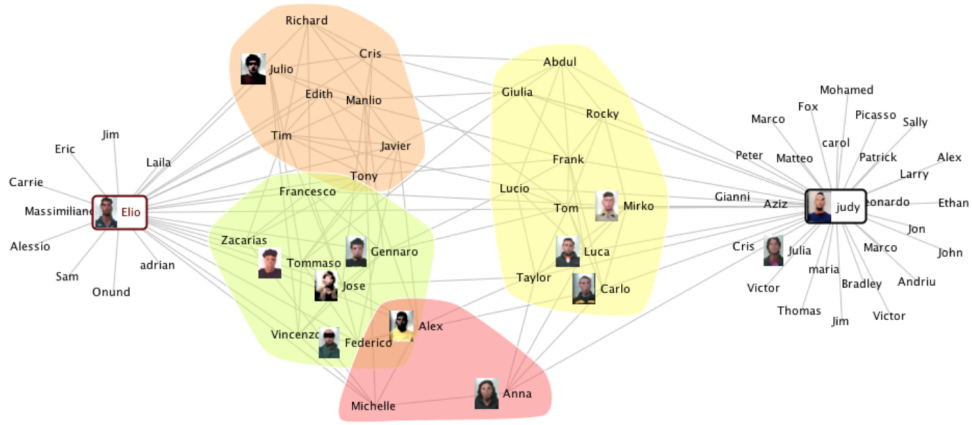 Richard
Cris
Julio
Edith
Manlio
Tim
Javier
Tony
Abdul
Giulia
Rocky
Frank
Lucio
Tom
Mirko
Luca
Taylor
Carlo
Jim
Eric
Laila
Carrie
Massimilianc
Elio
Alessio
adrian
Sam
Onund
Francesco
Zacarias
Gennaro
Tommaso
Jose
Vincenzo
Federico
Alex
Anna
Michelle
Mohamed
Fox
Picasso
Marco
Sally
carol
Peter
Matteo
Patrick
Alex
Larry
Gianni
Aziz
judy
eonardo
Ethan
Jon
Cris
Julia
Marco
John
maria
Victor
Bradley
Andriu
Thomas
Jim
Victor